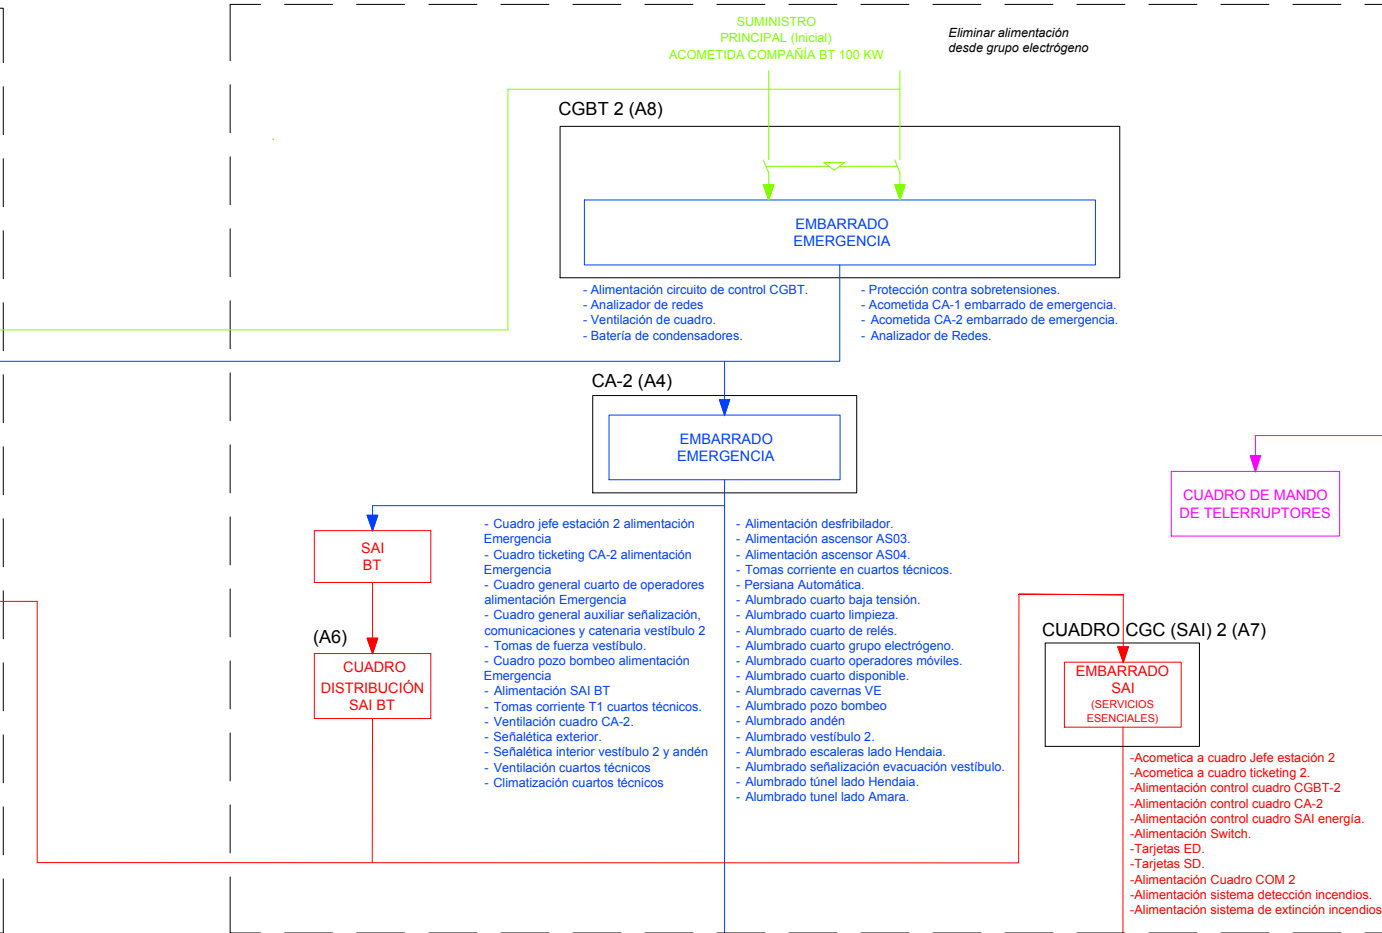 SUMINISTRO
PRINCIPAL (Inicial)
ACOMETIDA COMPAÑÍA BT 100 KW
Eliminar alimentación
desde grupo electrógeno
CGBT 2 (A8)
EMBARRADO
EMERGENCIA
- Alimentación circuito de control CGBT.
- Analizador de redes
- Ventilación de cuadro.
- Batería de condensadores.
- Protección contra sobretensiones.
- Acometida CA-1 embarrado de emergencia.
- Acometida CA-2 embarrado de emergencia.
- Analizador de Redes.
CA-2 (A4)
EMBARRADO
EMERGENCIA
CUADRO DE MANDO
DE TELERRUPTORES
SAI
BT
(A6)
CUADRO
DISTRIBUCIÓN
SAI BT
- Cuadro jefe estación 2 alimentación
Emergencia
- Cuadro ticketing CA-2 alimentación
Emergencia
- Cuadro general cuarto de operadores
alimentación Emergencia
- Cuadro general auxiliar señalización,
comunicaciones y catenaria vestíbulo 2
- Tomas de fuerza vestíbulo.
- Cuadro pozo bombeo alimentación
Emergencia
- Alimentación SAI BT
- Tomas corriente T1 cuartos técnicos.
- Ventilación cuadro CA-2.
- Señalética exterior.
- Señalética interior vestíbulo 2 y andén
- Ventilación cuartos técnicos
- Climatización cuartos técnicos
- Alimentación desfribilador.
- Alimentación ascensor AS03.
- Alimentación ascensor AS04.
- Tomas corriente en cuartos técnicos.
- Persiana Automática.
- Alumbrado cuarto baja tensión.
- Alumbrado cuarto limpieza.
- Alumbrado cuarto de relés.
- Alumbrado cuarto grupo electrógeno.
- Alumbrado cuarto operadores móviles.
- Alumbrado cuarto disponible.
- Alumbrado cavernas VE
- Alumbrado pozo bombeo
- Alumbrado andén
- Alumbrado vestíbulo 2.
- Alumbrado escaleras lado Hendaia.
- Alumbrado señalización evacuación vestíbulo.
- Alumbrado túnel lado Hendaia.
- Alumbrado tunel lado Amara.
CUADRO CGC (SAI) 2 (A7)
EMBARRADO
SAI
(SERVICIOS
ESENCIALES)
-Acometica a cuadro Jefe estación 2
-Acometica a cuadro ticketing 2.
-Alimentación control cuadro CGBT-2
-Alimentación control cuadro CA-2
-Alimentación control cuadro SAI energía.
-Alimentación Switch.
-Tarjetas ED.
-Tarjetas SD.
-Alimentación Cuadro COM 2
-Alimentación sistema detección incendios.
-Alimentación sistema de extinción incendios